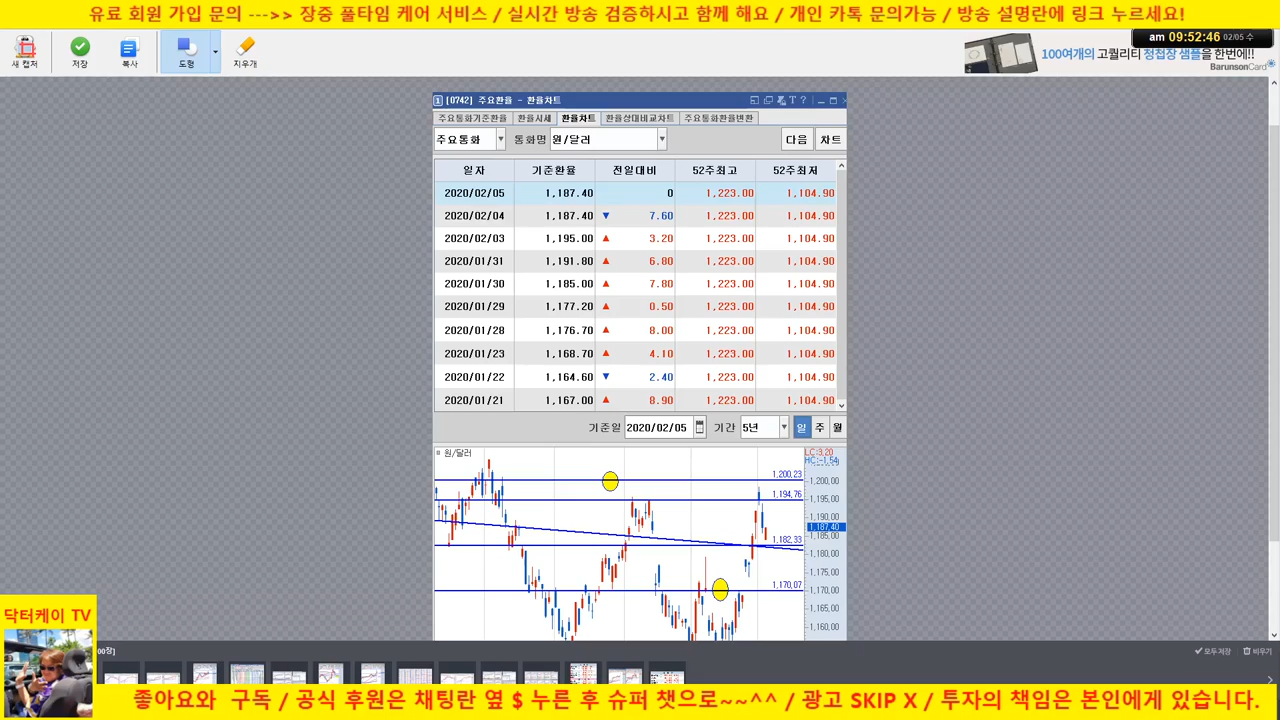 유료 회원 가입 문의 --->> 장중 풀타임 케어 서비스 / 실시간 방송 검증하시고 함께 해요 / 개인 카톡 문의가능 / 방송 설명란에 링크 누르세요!
am 09:52:46 02/05 수
새 캡처 저장 복사 도형 지우개
100여개의 고퀄리티 청첩장 샘플을 한번에!!
BarunsonCard
1 [0742] 주요환율 - 환율차트
주요통화기준환율 환율시세 환율차트 환율상대비교차트 주요통화환율변환
주요통화 통화명 원/달러 다음 차트
일자 기준환율 전일대비 52주최고 52주최저
2020/02/05 1,187.40 0 1,223.00 1,104.90
2020/02/04 1,187.40 ▼ 7.60 1,223.00 1,104.90
2020/02/03 1,195.00 ▲ 3.20 1,223.00 1,104.90
2020/01/31 1,191.80 ▲ 6.80 1,223.00 1,104.90
2020/01/30 1,185.00 ▲ 7.80 1,223.00 1,104.90
2020/01/29 1,177.20 ▲ 0.50 1,223.00 1,104.90
2020/01/28 1,176.70 ▲ 8.00 1,223.00 1,104.90
2020/01/23 1,168.70 ▲ 4.10 1,223.00 1,104.90
2020/01/22 1,164.60 ▼ 2.40 1,223.00 1,104.90
2020/01/21 1,167.00 ▲ 8.90 1,223.00 1,104.90
기준일 2020/02/05 기간 5년 일 주 월
원/달러
LC:3.20
HC:-1.54
1,200.23
1,200.00
1,194.76
1,195.00
1,190.00
1,187.40
1,185.00
1,182.33
1,180.00
1,175.00
1,170.07
1,170.00
1,165.00
1,160.00
닥터케이 TV
00장]
모두저장 비우기
좋아요와 구독 / 공식 후원은 채팅란 옆 $ 누른 후 슈퍼 챗으로~~^^ / 광고 SKIP X / 투자의 책임은 본인에게 있습니다.